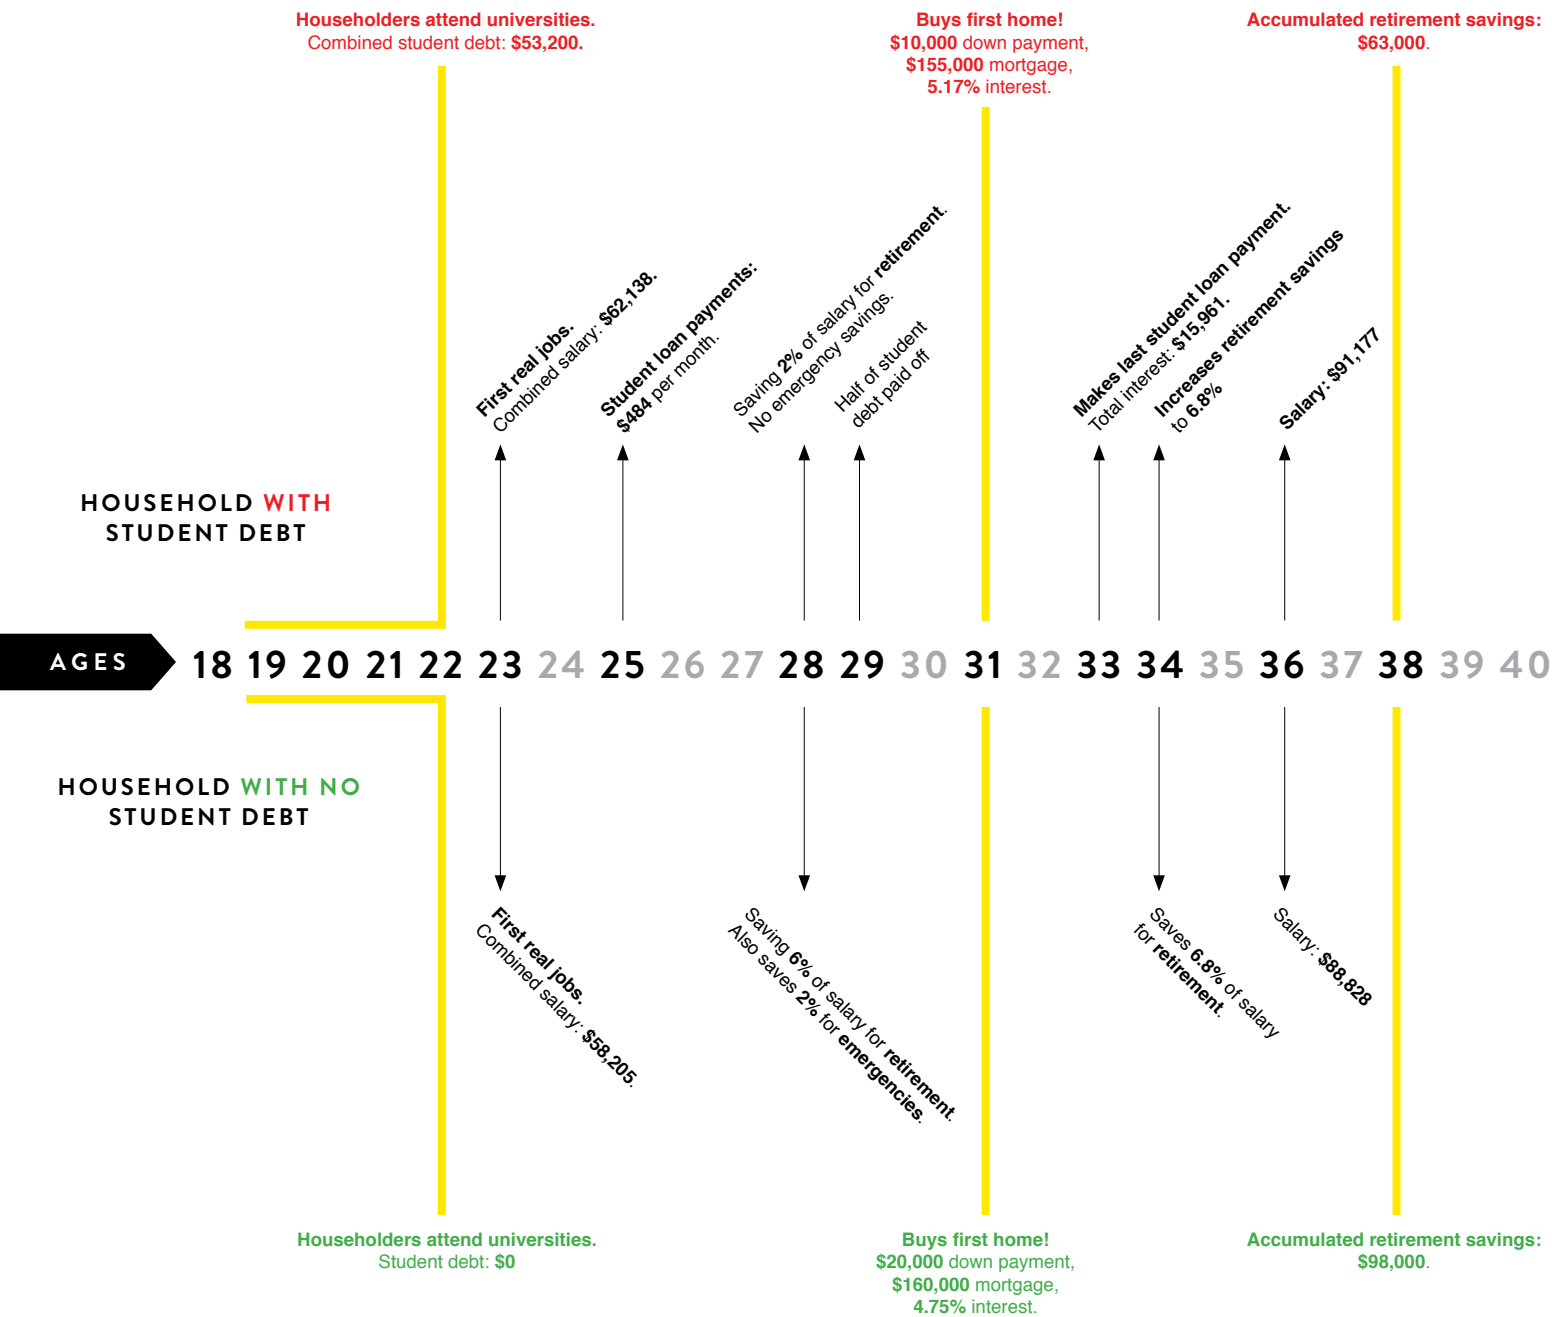 Householders attend universities.
Combined student debt: $53,200.
Buys first home!
$10,000 down payment,
$155,000 mortgage,
5.17% interest.
Accumulated retirement savings:
$63,000.
First real jobs.
Combined salary: $62,138.
Student loan payments:
$484 per month.
Saving 2% of salary for retirement.
No emergency savings.
Half of student
debt paid off
Makes last student loan payment.
Total interest: $15,961.
Increases retirement savings
to 6.8%
Salary: $91,177
HOUSEHOLD WITH
STUDENT DEBT
AGES 18 19 20 21 22 23 24 25 26 27 28 29 30 31 32 33 34 35 36 37 38 39 40
HOUSEHOLD WITH NO
STUDENT DEBT
First real jobs.
Combined salary: $58,205.
Saving 6% of salary for retirement.
Also saves 2% for emergencies.
Saves 6.8% of salary
for retirement.
Salary: $88,828
Householders attend universities.
Student debt: $0
Buys first home!
$20,000 down payment,
$160,000 mortgage,
4.75% interest.
Accumulated retirement savings:
$98,000.